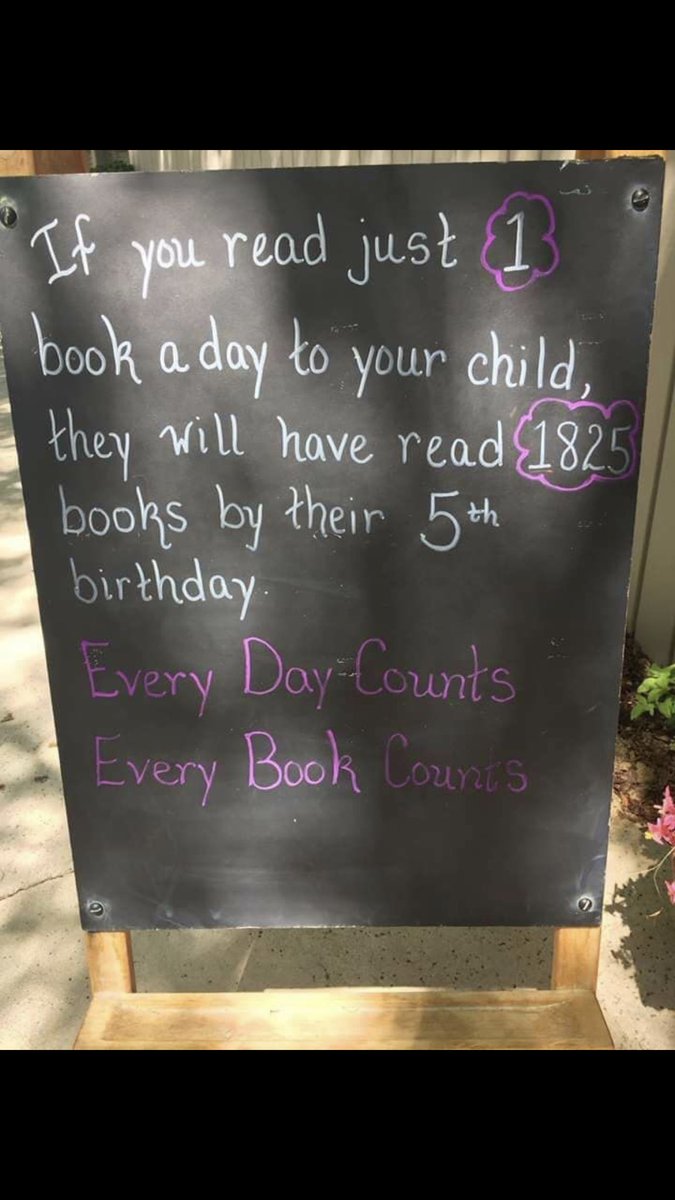 If you read just 1
book a day to your child,
they will have read 1825
books by their 5th
birthday.
Every Day Counts
Every Book Counts